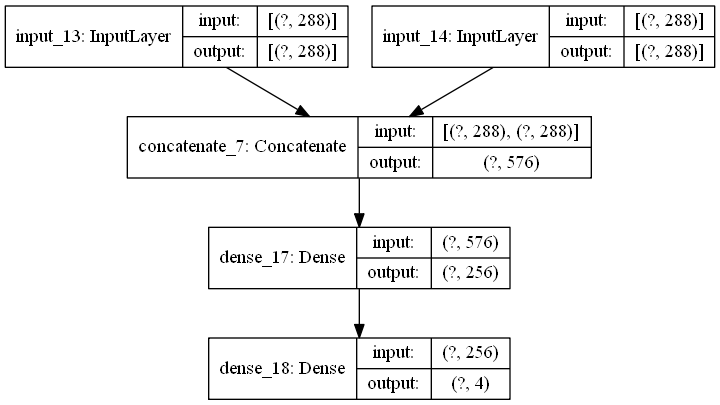 input_13: InputLayer
input: [(?, 288)]
output: [(?, 288)]
input_14: InputLayer
input: [(?, 288)]
output: [(?, 288)]
concatenate_7: Concatenate
input: [(?, 288), (?, 288)]
output: (?, 576)
dense_17: Dense
input: (?, 576)
output: (?, 256)
dense_18: Dense
input: (?, 256)
output: (?, 4)